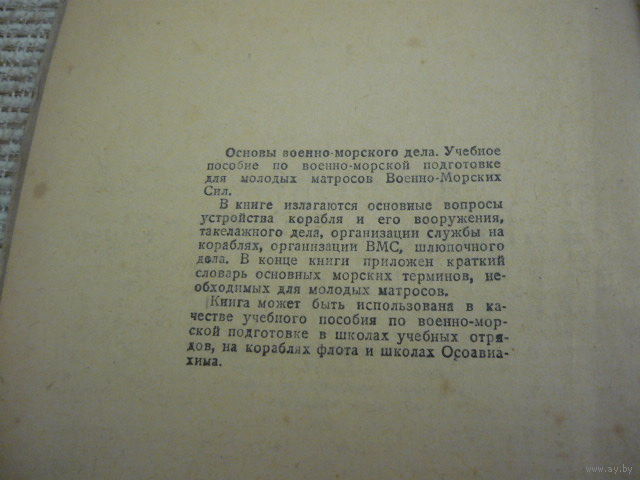 Основы военно-морского дела. Учебное
пособие по военно-морской подготовке
для молодых матросов Военно-Морских
Сил.
В книге излагаются основные вопросы
устройства корабля и его вооружения,
такелажного дела, организации службы на
кораблях, организации ВМС, шлюпочного
дела. В конце книги приложен краткий
словарь основных морских терминов, не-
обходимых для молодых матросов.
Книга может быть использована в ка-
честве учебного пособия по военно-мор-
ской подготовке в школах учебных отря-
дов, на кораблях флота и школах Осоавиа-
хима.
www.ay.by